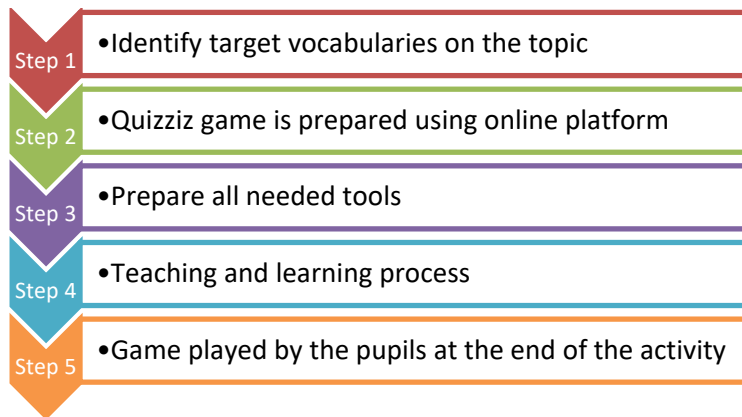 Step 1
•Identify target vocabularies on the topic
Step 2
•Quizziz game is prepared using online platform
Step 3
•Prepare all needed tools
Step 4
•Teaching and learning process
Step 5
•Game played by the pupils at the end of the activity